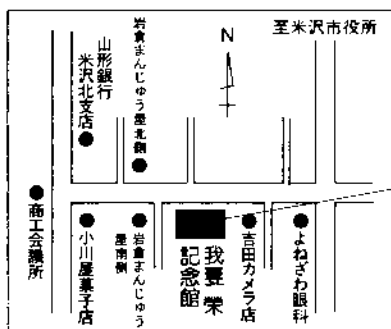 至米沢市役所
N
岩倉まんじゅう屋北側
山形銀行
米沢北支店
商工会議所
小川屋菓子店
岩倉まんじゅう
屋南側
我妻 栄
記念館
吉田カメラ店
よねざわ眼科